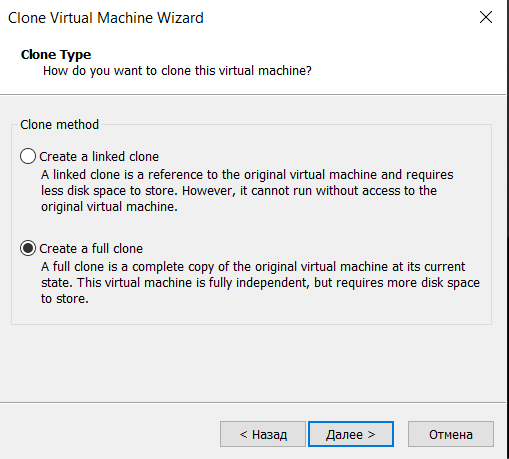 Clone Virtual Machine Wizard
Clone Type
How do you want to clone this virtual machine?
Clone method
Create a linked clone
A linked clone is a reference to the original virtual machine and requires
less disk space to store. However, it cannot run without access to the
original virtual machine.
Create a full clone
A full clone is a complete copy of the original virtual machine at its current
state. This virtual machine is fully independent, but requires more disk space
to store.
< Назад
Далее >
Отмена